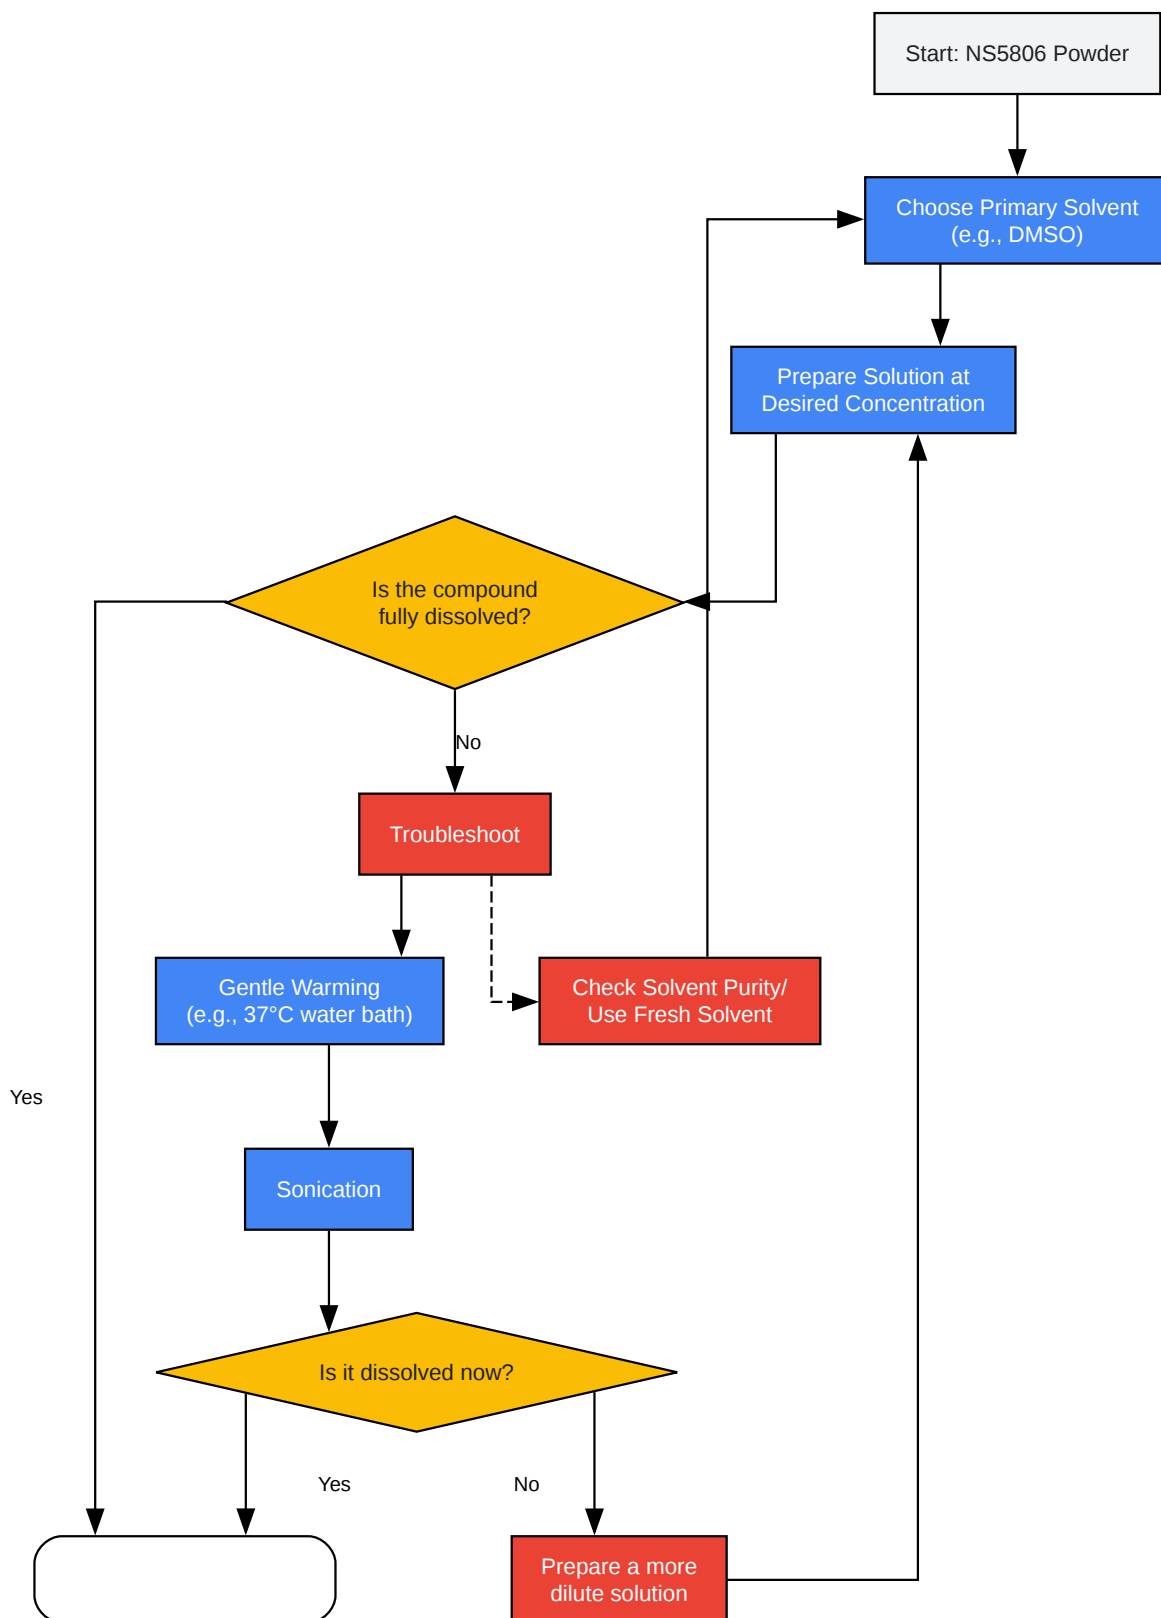 Start: NS5806 Powder
Choose Primary Solvent
(e.g., DMSO)
Prepare Solution at
Desired Concentration
Is the compound
fully dissolved?
No
Troubleshoot
Gentle Warming
(e.g., 37°C water bath)
Check Solvent Purity/
Use Fresh Solvent
Yes
Sonication
Is it dissolved now?
Yes
No
Prepare a more
dilute solution